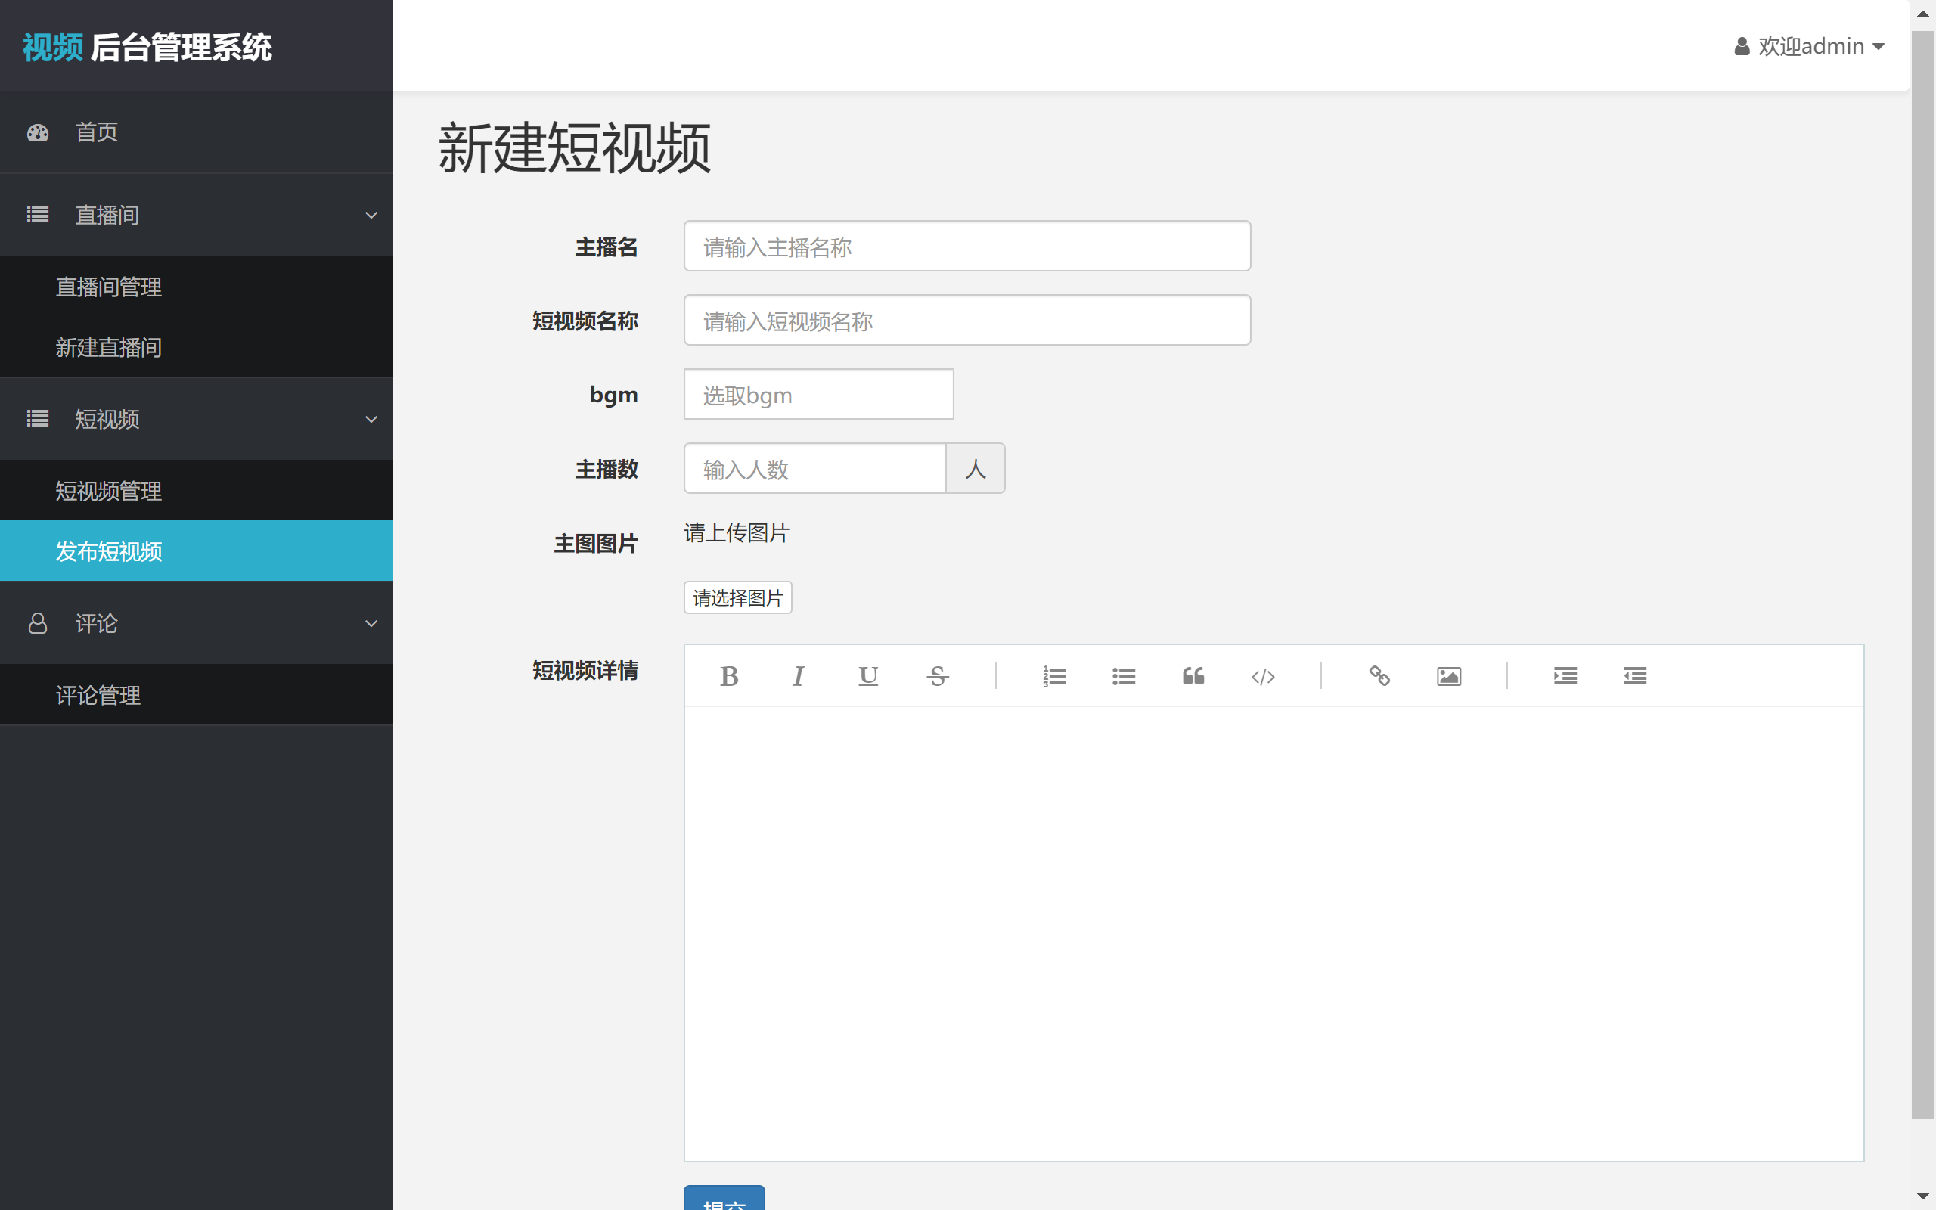 视频 后台管理系统
欢迎admin
首页
直播间
直播间管理
新建直播间
短视频
短视频管理
发布短视频
评论
评论管理
新建短视频
主播名 请输入主播名称
短视频名称 请输入短视频名称
bgm 选取bgm
主播数 输入人数 人
主图图片 请上传图片
请选择图片
短视频详情
提交